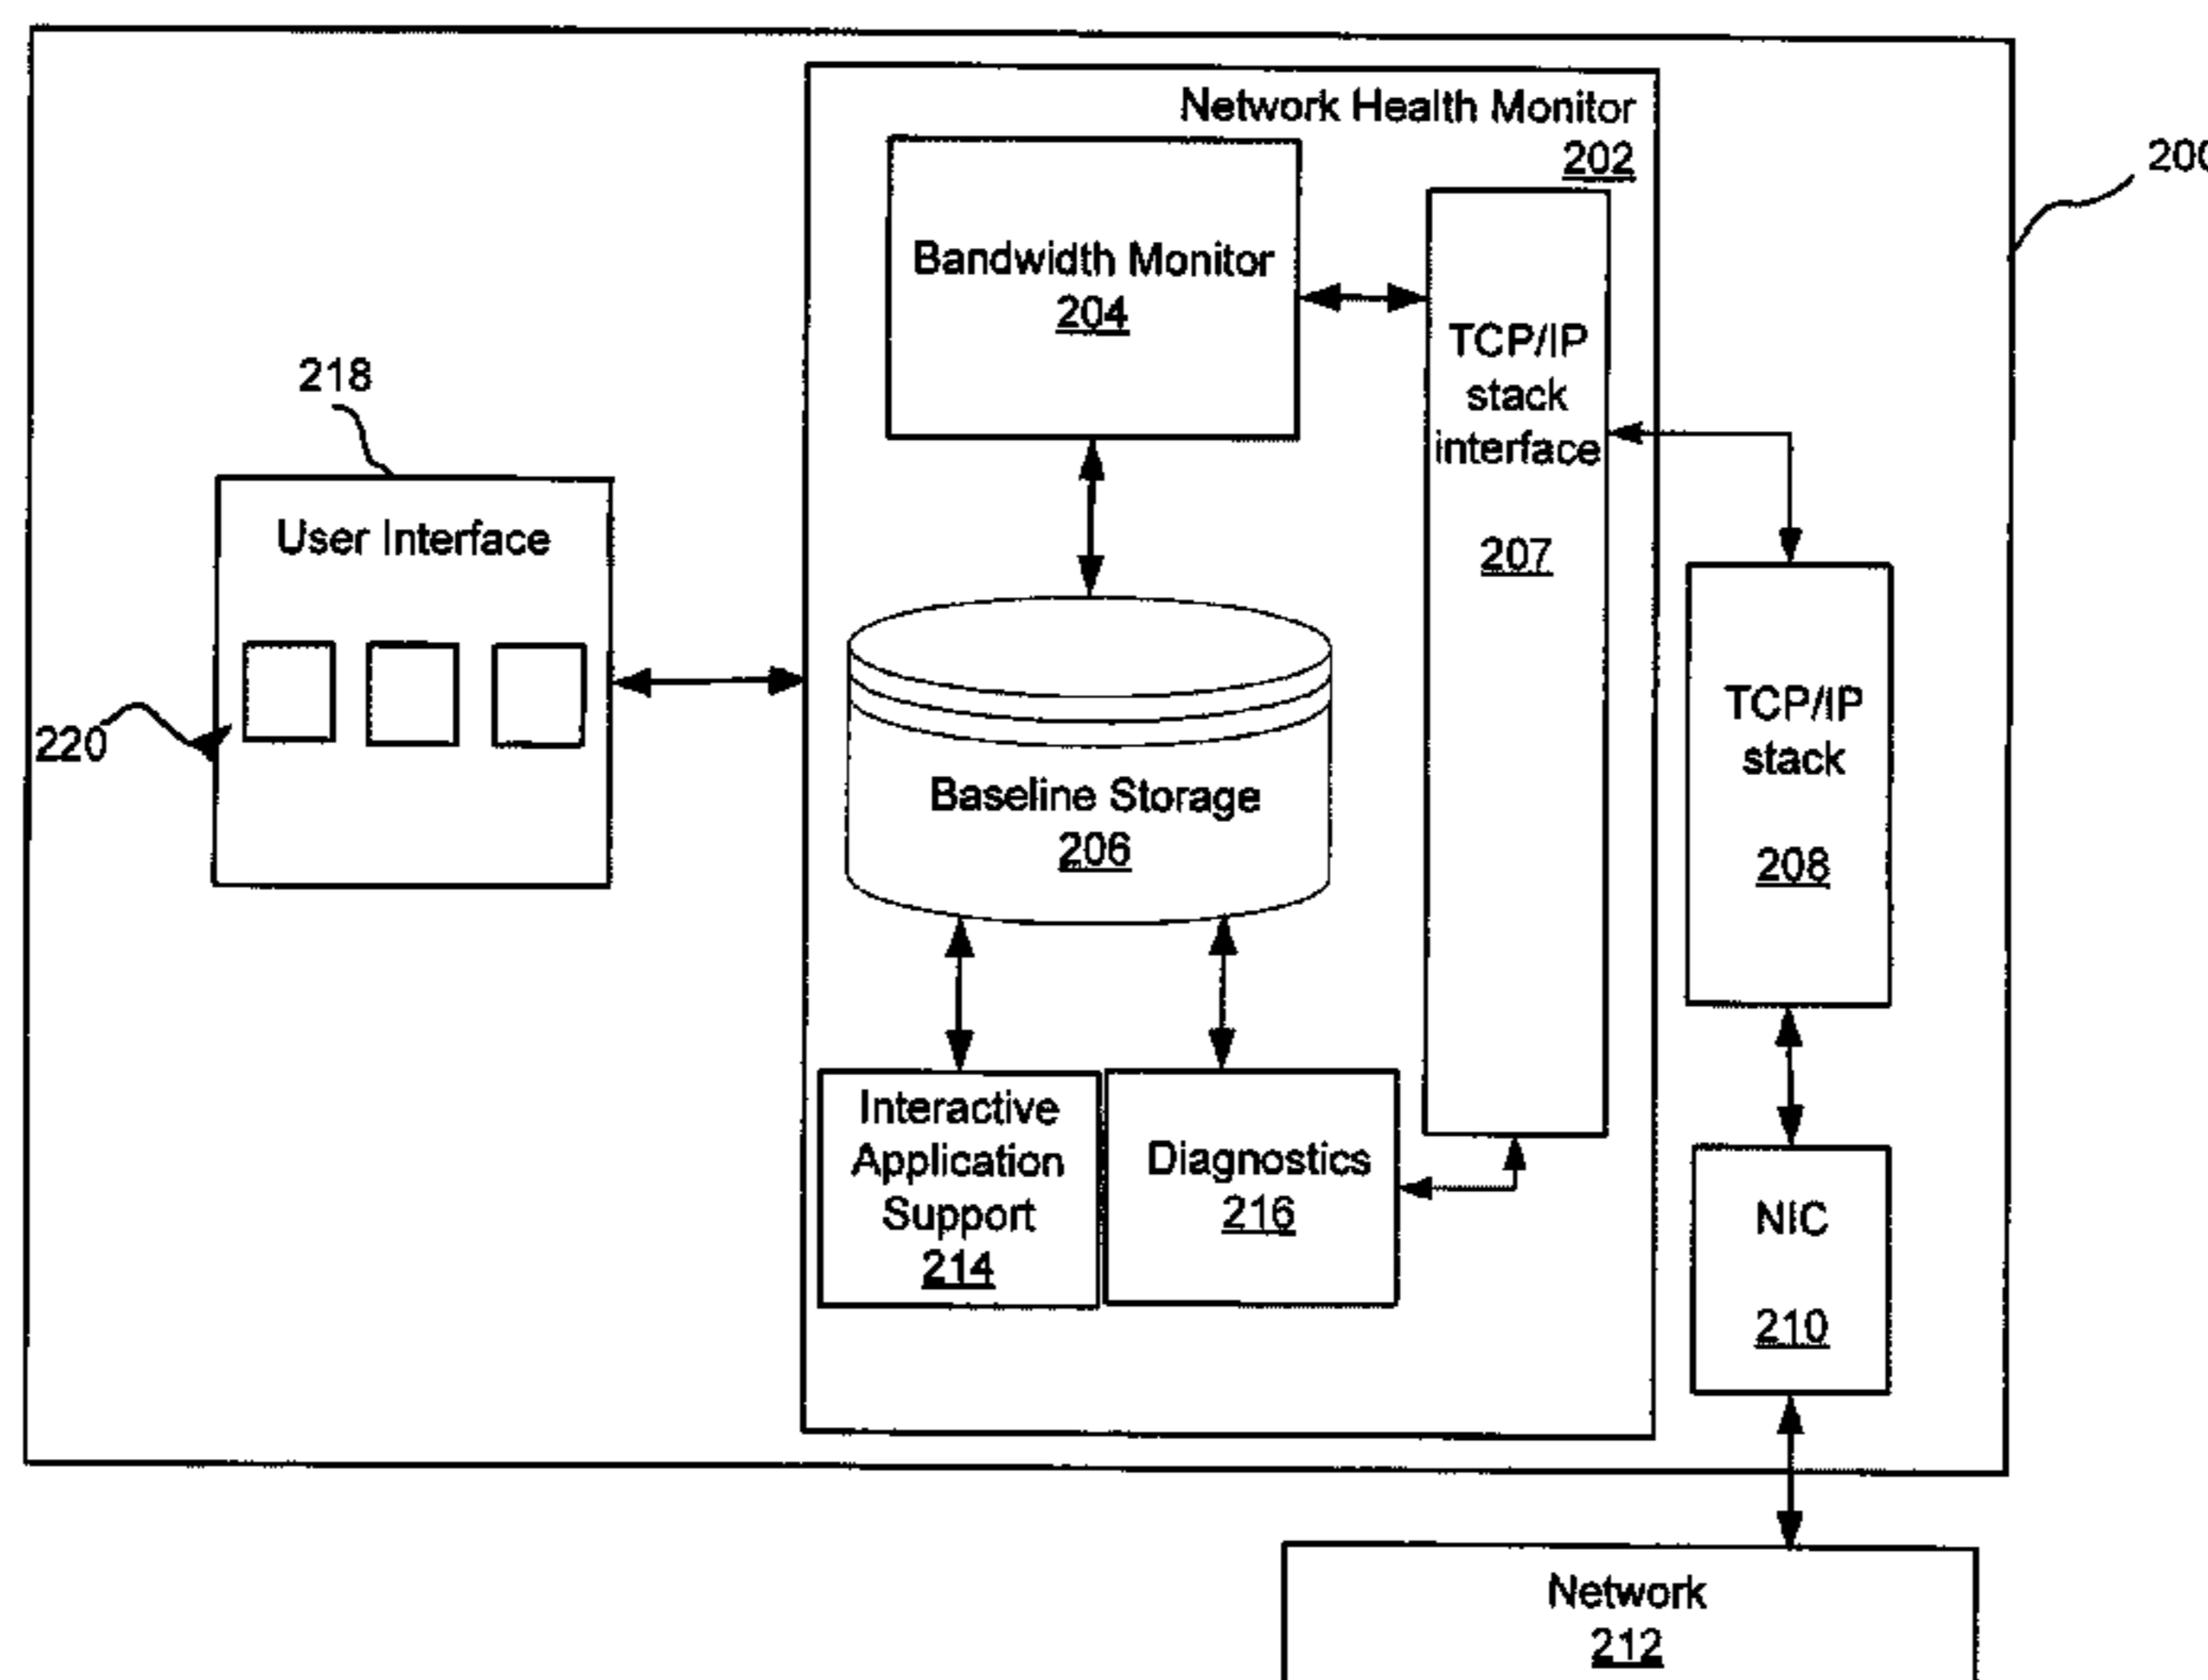 Network Health Monitor
202
200
Bandwidth Monitor
204
TCP/IP
stack
interface
207
218
User Interface
220
TCP/IP
stack
208
Baseline Storage
206
Interactive
Application
Support
214
Diagnostics
216
NIC
210
Network
212